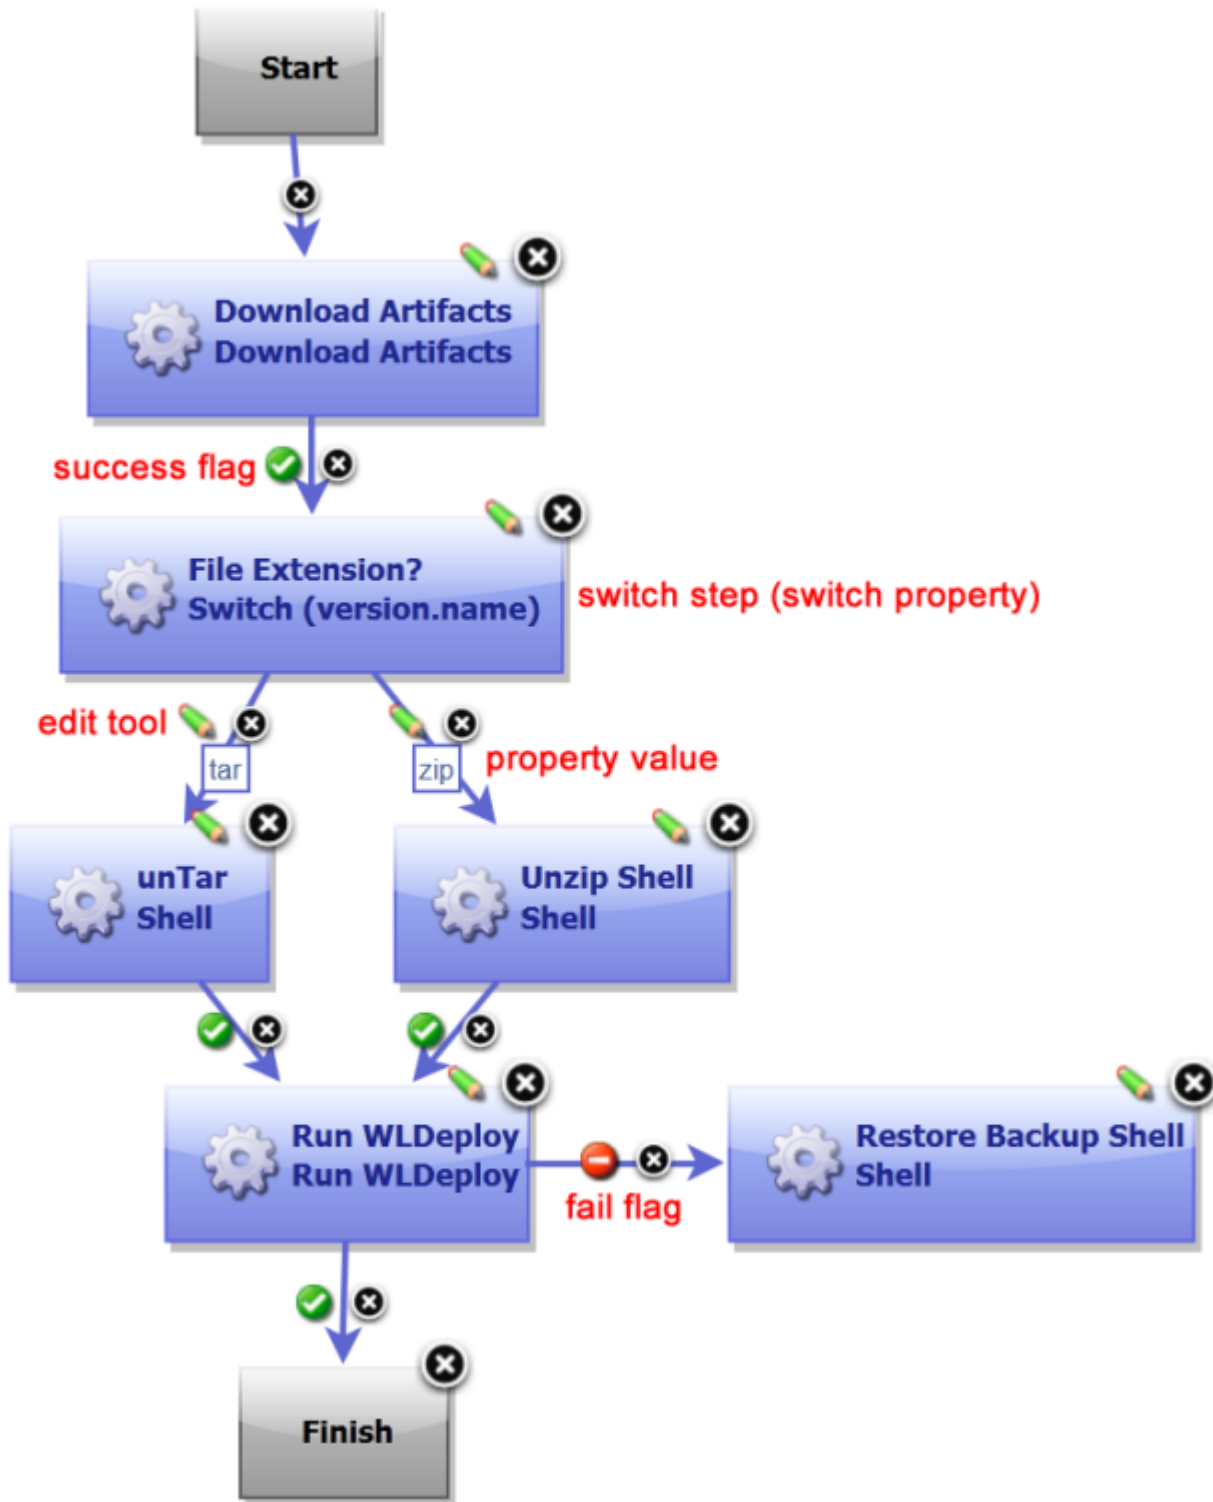 Start
Download Artifacts
Download Artifacts
success flag
File Extension?
Switch (version.name)
switch step (switch property)
edit tool
tar
zip
property value
unTar
Shell
Unzip Shell
Shell
Run WLDeploy
Run WLDeploy
fail flag
Restore Backup Shell
Shell
Finish